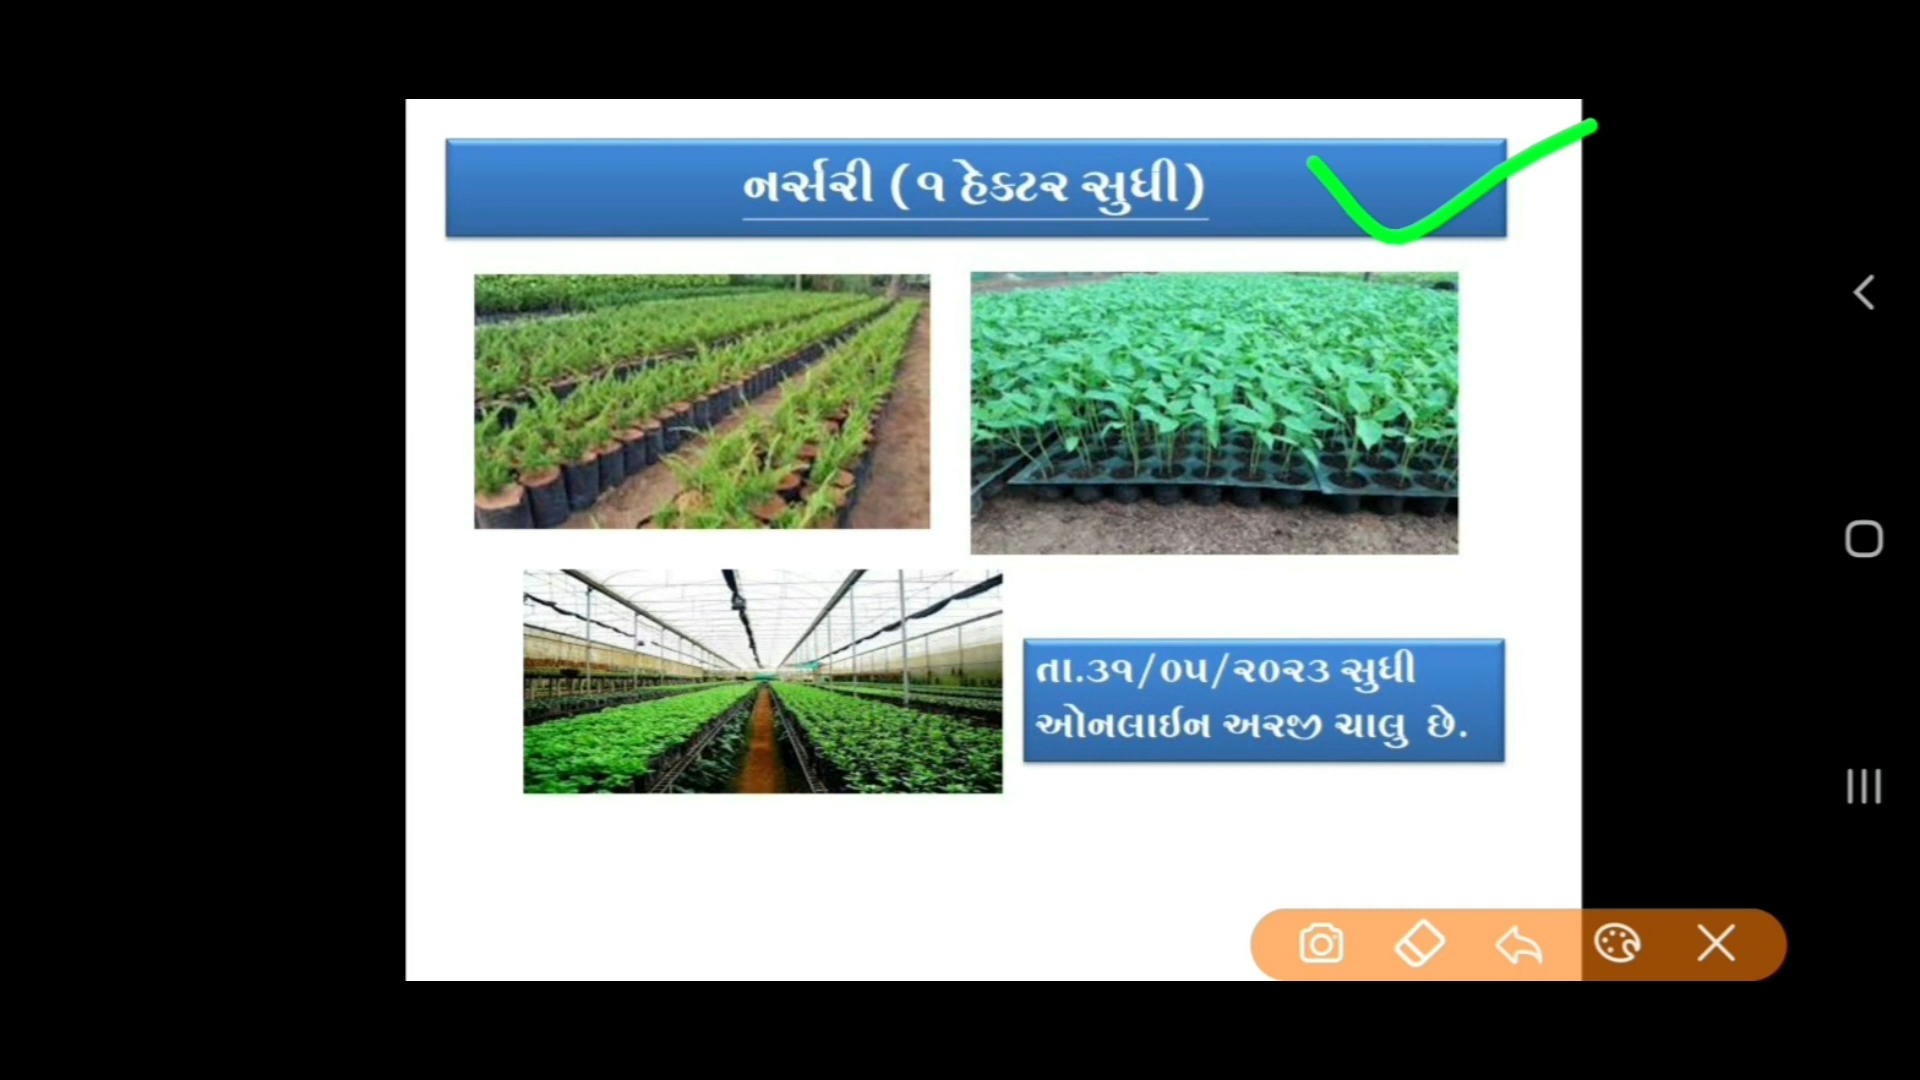 નર્સરી (૧ હેક્ટર સુધી)
તા.૩૧/૦૫/૨૦૨૩ સુધી
ઓનલાઈન અરજી ચાલુ છે.